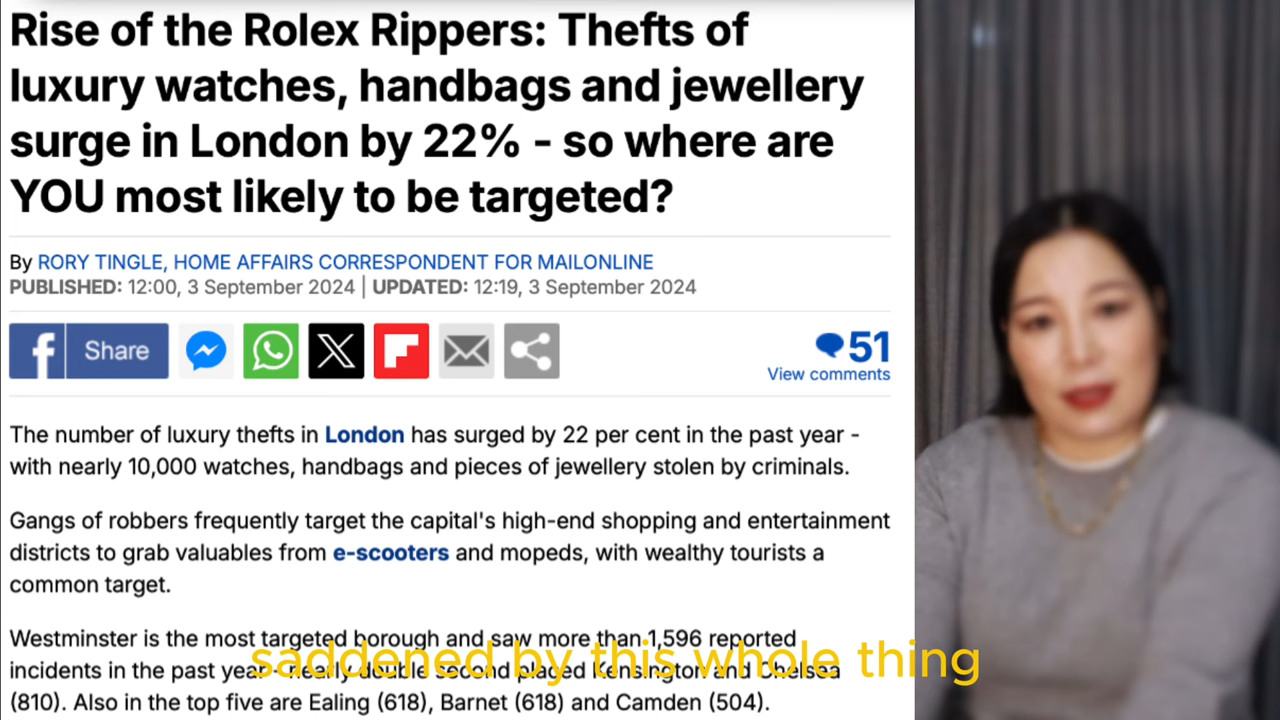 Rise of the Rolex Rippers: Thefts of
luxury watches, handbags and jewellery
surge in London by 22% - so where are
YOU most likely to be targeted?
By RORY TINGLE, HOME AFFAIRS CORRESPONDENT FOR MAILONLINE
PUBLISHED: 12:00, 3 September 2024 | UPDATED: 12:19, 3 September 2024
Share
51
View comments
The number of luxury thefts in London has surged by 22 per cent in the past year -
with nearly 10,000 watches, handbags and pieces of jewellery stolen by criminals.
Gangs of robbers frequently target the capital's high-end shopping and entertainment
districts to grab valuables from e-scooters and mopeds, with wealthy tourists a
common target.
Westminster is the most targeted borough and saw more than 1,596 reported
incidents in the past year - nearly double second placed Kensington and Chelsea
(810). Also in the top five are Ealing (618), Barnet (618) and Camden (504).
saddened by this whole thing